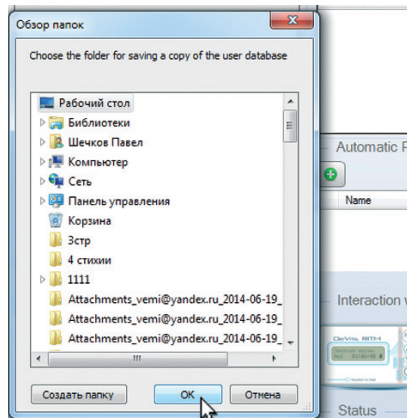 Обзор папок
Choose the folder for saving a copy of the user database
Рабочий стол
Библиотеки
Шечков Павел
Компьютер
Сеть
Панель управления
Корзина
3стр
4 стихии
1111
Attachments_vemi@yandex.ru_2014-06-19_
Attachments_vemi@yandex.ru_2014-06-19_
Attachments_vemi@yandex.ru_2014-06-19_
Создать папку
OK
Отмена
Automatic
Name
Interaction
Status